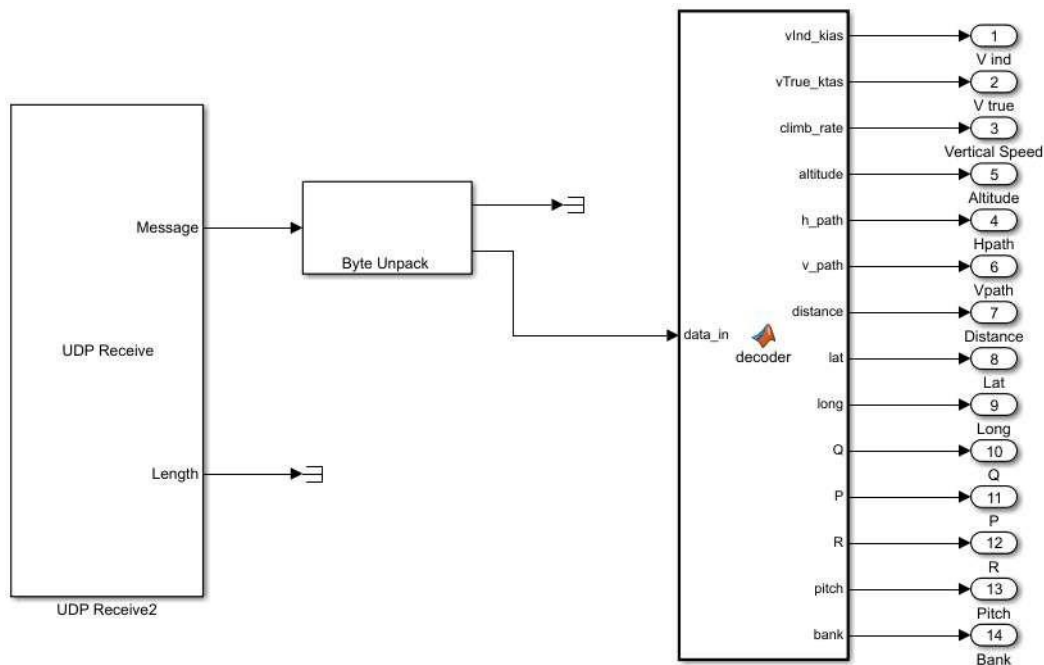 UDP Receive
Message
Length
UDP Receive2
Byte Unpack
data_in
decoder
vInd_kias
1
V ind
vTrue_ktas
2
V true
climb_rate
3
Vertical Speed
altitude
5
Altitude
h_path
4
Hpath
v_path
6
Vpath
distance
7
Distance
lat
8
Lat
long
9
Long
Q
10
Q
P
11
P
R
12
R
pitch
13
Pitch
bank
14
Bank